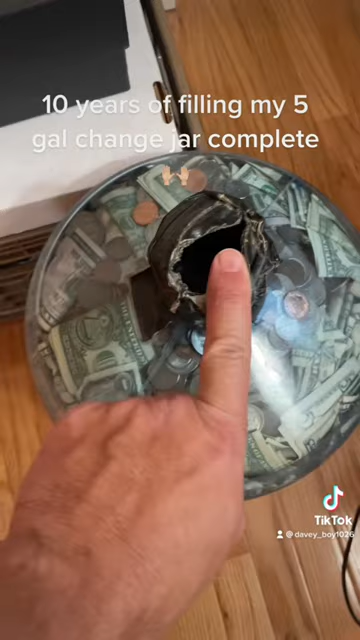 10 years of filling my 5
gal change jar complete
🙌🏼
TikTok
@davey_boy1026